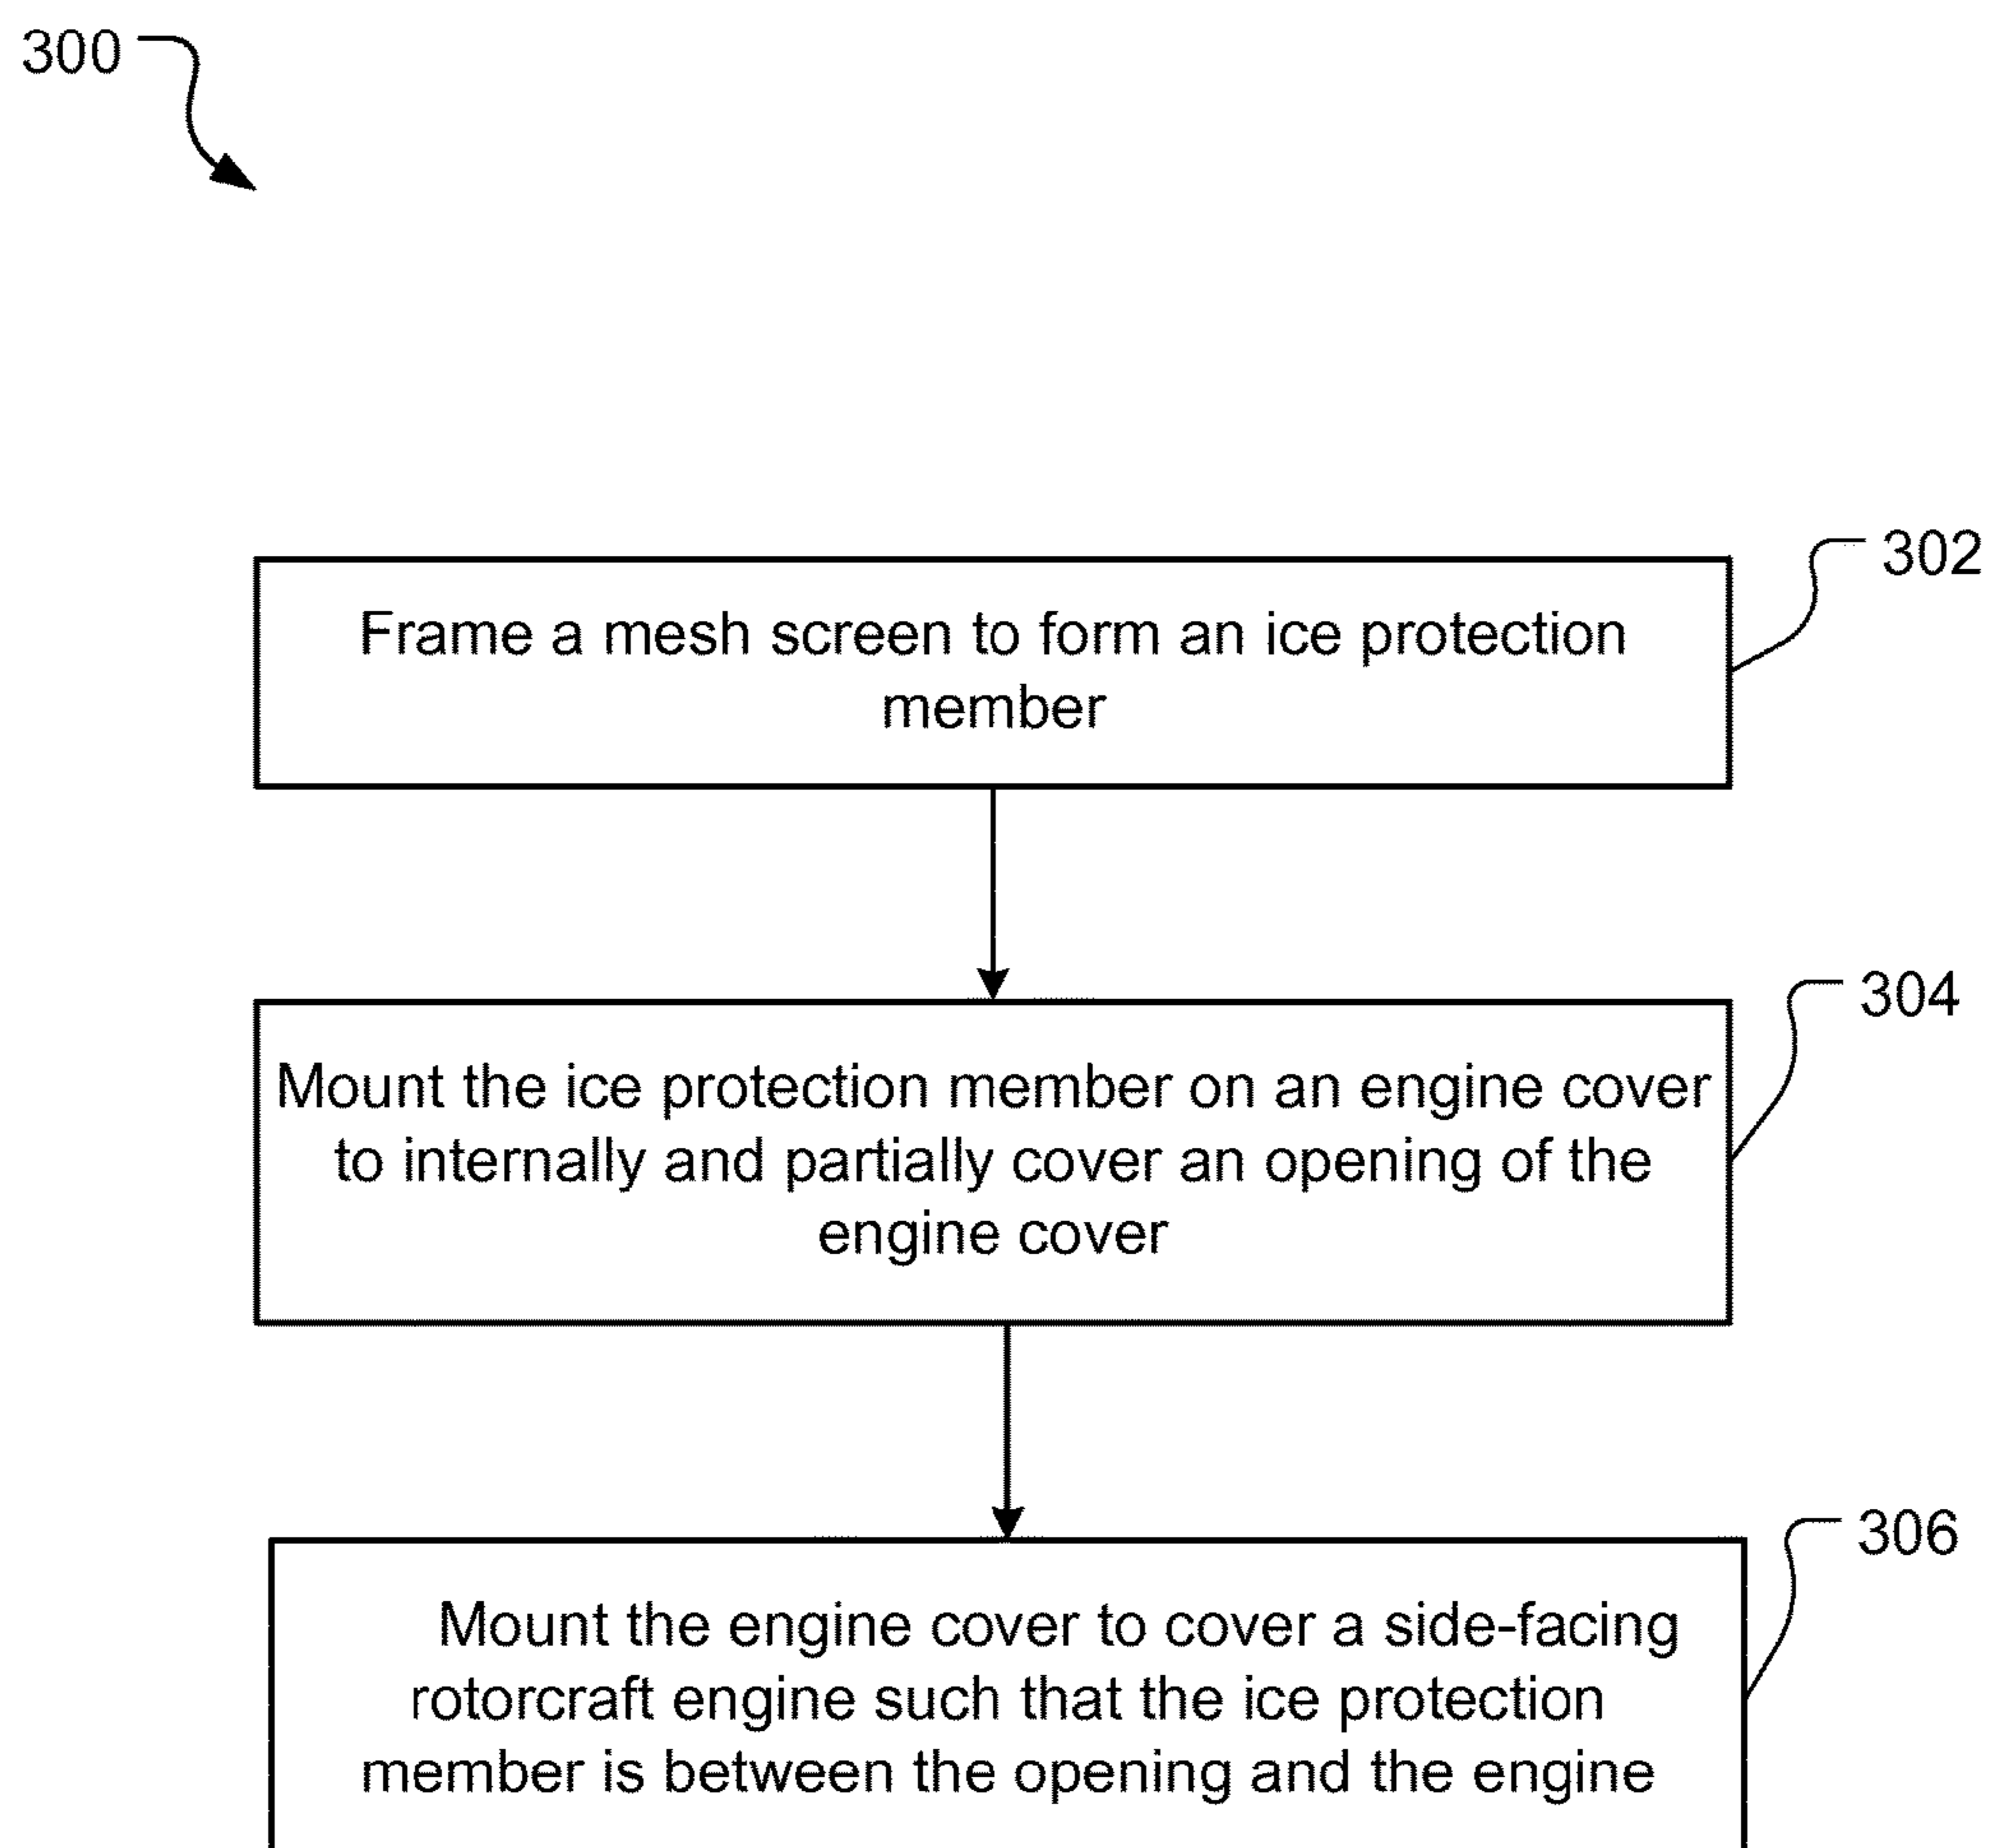 300
302
Frame a mesh screen to form an ice protection
member
304
Mount the ice protection member on an engine cover
to internally and partially cover an opening of the
engine cover
306
Mount the engine cover to cover a side-facing
rotorcraft engine such that the ice protection
member is between the opening and the engine